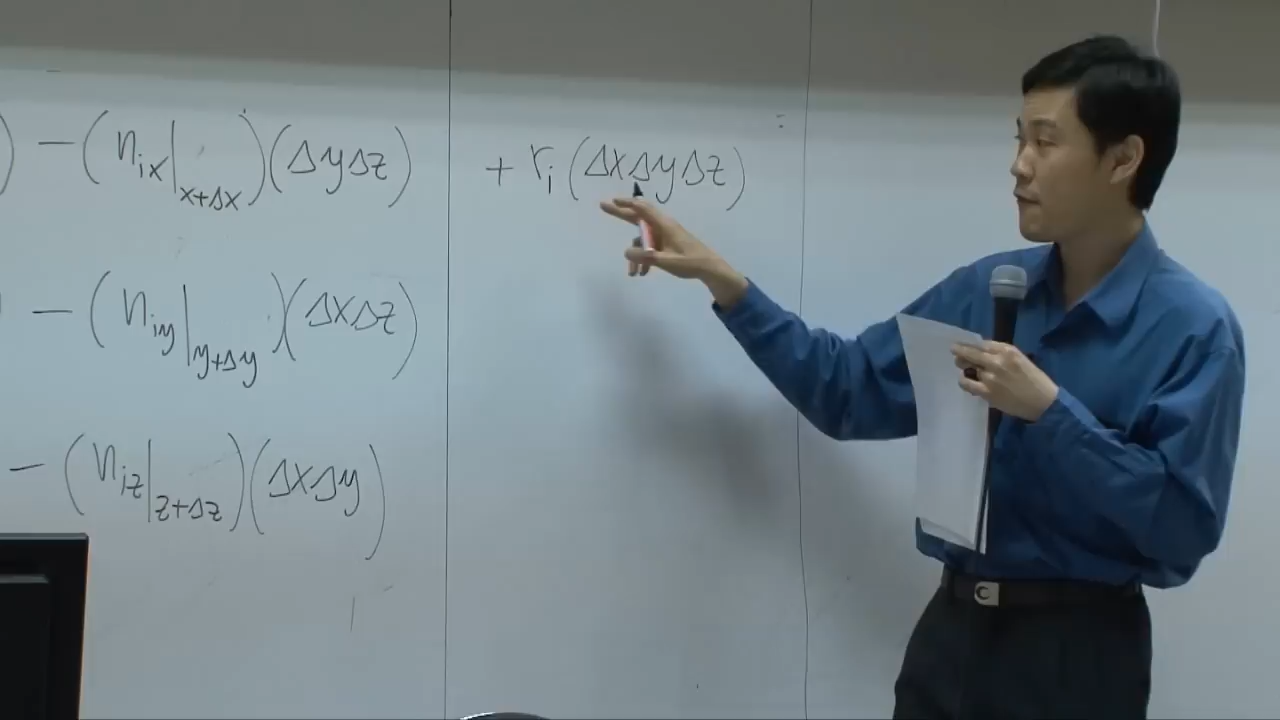 ) - (n_ix|_x+Δx)(ΔyΔz) + r_i (ΔxΔyΔz)
- (n_iy|_y+Δy)(ΔxΔz)
- (n_iz|_z+Δz)(ΔxΔy)